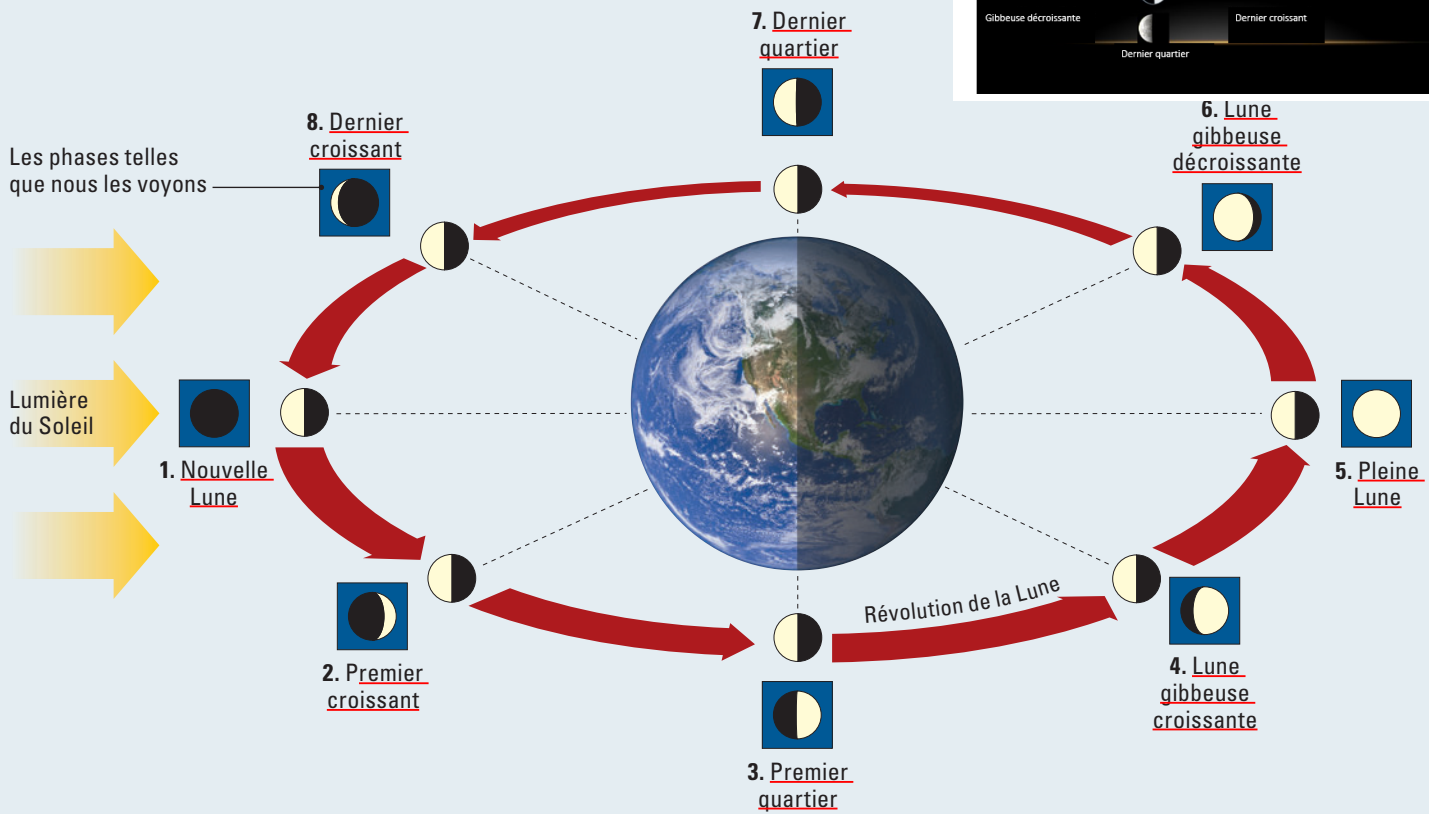 Gibbeuse décroissante
Dernier croissant
Dernier quartier
7. Dernier
quartier
6. Lune
gibbeuse
décroissante
8. Dernier
croissant
Les phases telles
que nous les voyons
Lumière
du Soleil
1. Nouvelle
Lune
5. Pleine
Lune
2. Premier
croissant
Révolution de la Lune
4. Lune
gibbeuse
croissante
3. Premier
quartier